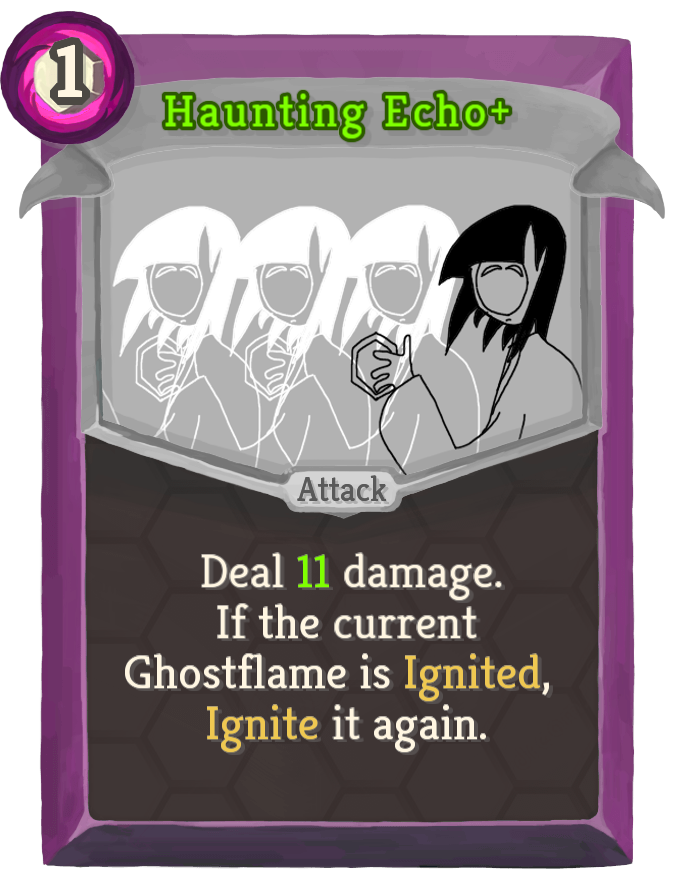 1
Haunting Echo+
Attack
Deal 11 damage.
If the current
Ghostflame is Ignited,
Ignite it again.